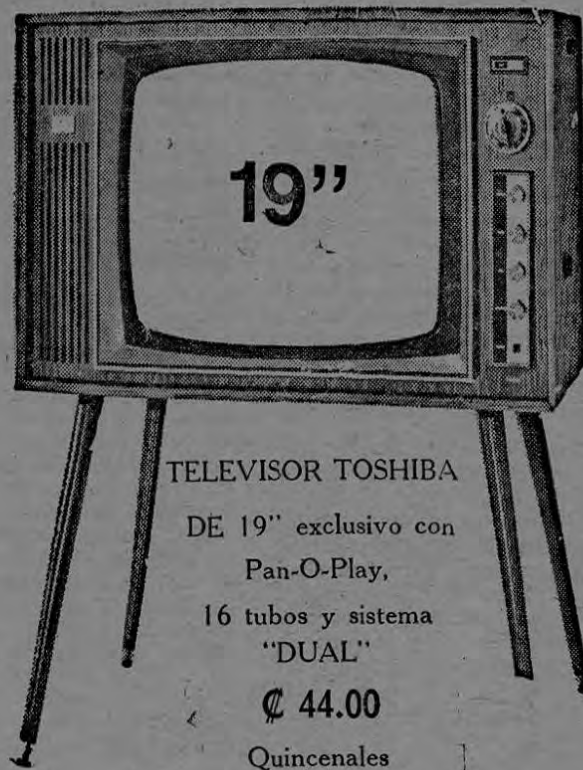 19”
TELEVISOR TOSHIBA
DE 19” exclusivo con
Pan-O-Play,
16 tubos y sistema
“DUAL”
₡ 44.00
Quincenales